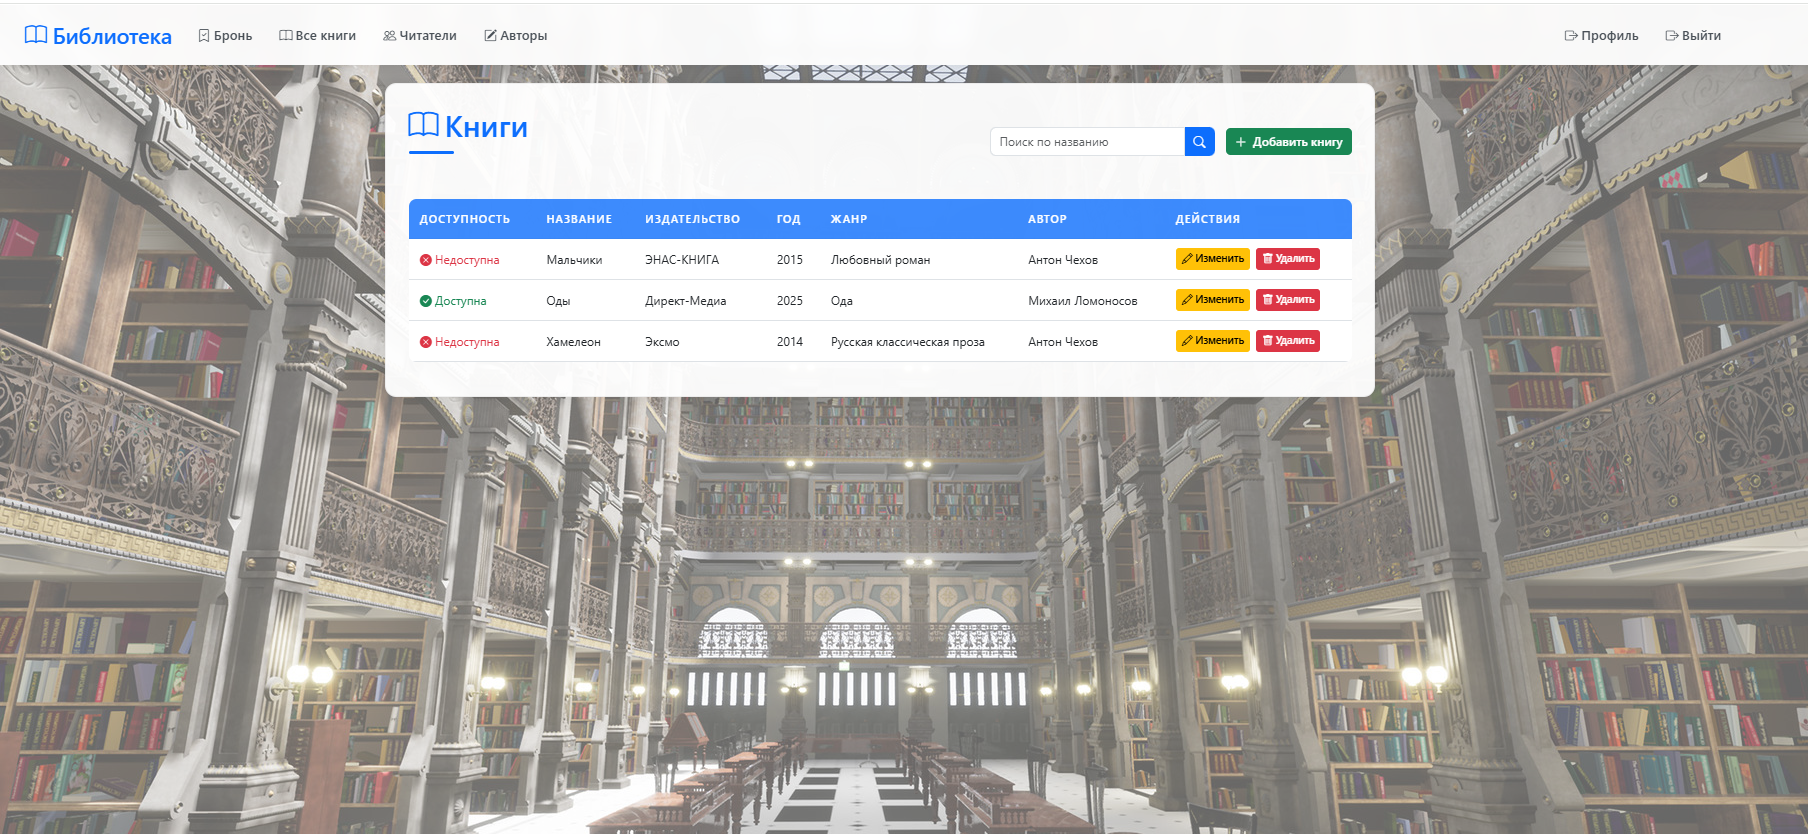 Библиотека Бронь Все книги Читатели Авторы Профиль Выйти
Книги
Поиск по названию Добавить книгу
ДОСТУПНОСТЬ НАЗВАНИЕ ИЗДАТЕЛЬСТВО ГОД ЖАНР АВТОР ДЕЙСТВИЯ
Недоступна Мальчики ЭНАС-КНИГА 2015 Любовный роман Антон Чехов Изменить Удалить
Доступна Оды Директ-Медиа 2025 Ода Михаил Ломоносов Изменить Удалить
Недоступна Хамелеон Эксмо 2014 Русская классическая проза Антон Чехов Изменить Удалить